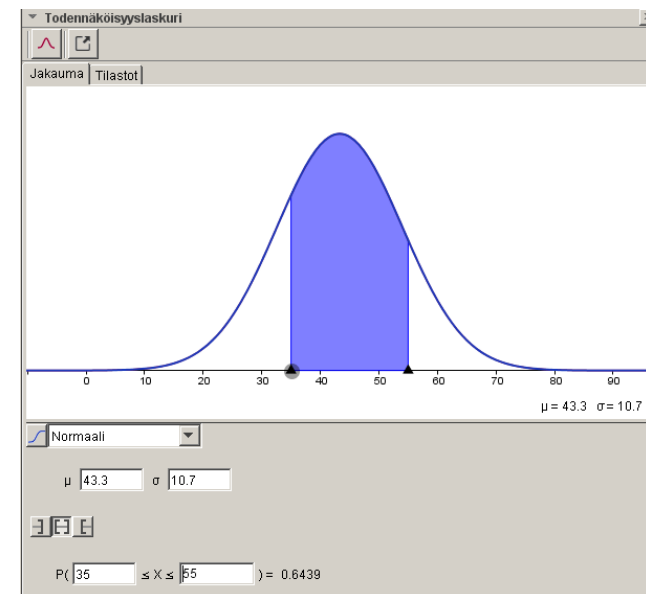 Todennäköisyyslaskuri
Jakauma Tilastot
0 10 20 30 40 50 60 70 80 90
μ = 43.3 σ = 10.7
Normaali
μ 43.3 σ 10.7
P( 35 ≤ X ≤ 55 ) = 0.6439